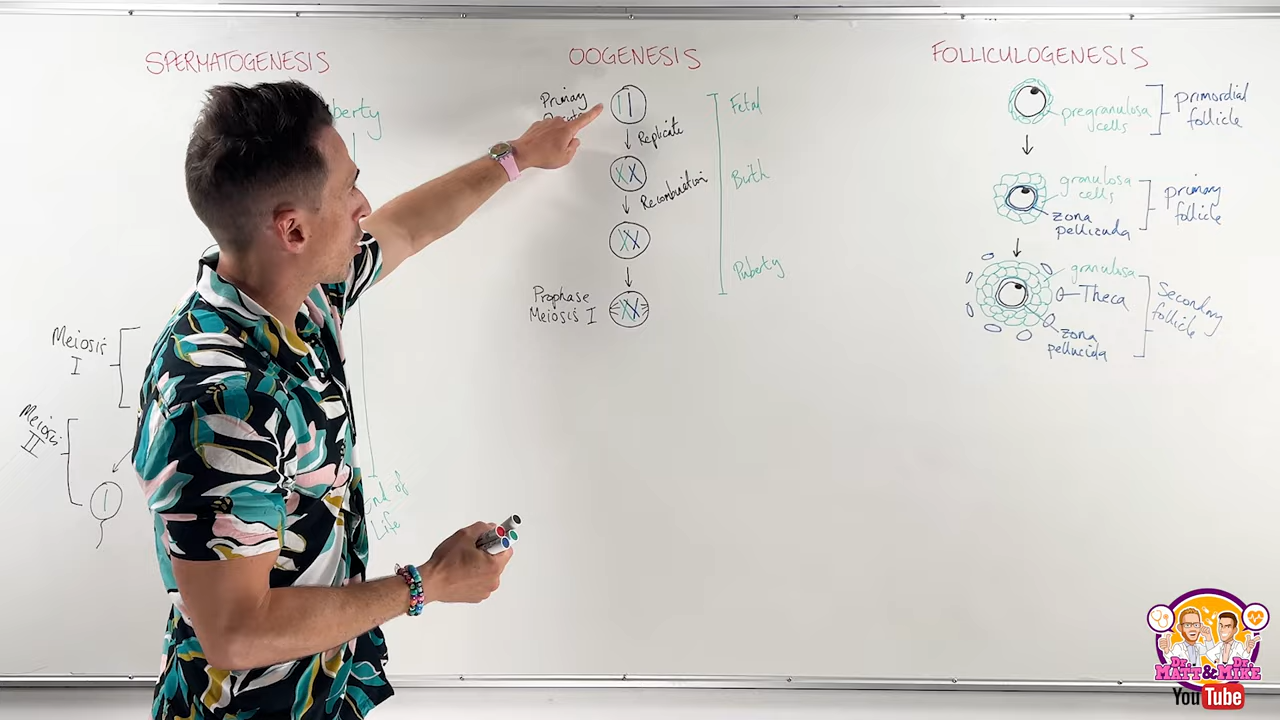 SPERMATOGENESIS
Meiosis
I
Meiosis
II
End of
Life
OOGENESIS
Primary
Replicate
Recombination
Prophase
Meiosis I
Fetal
Birth
Puberty
FOLLICULOGENESIS
pregranulosa
cells
primordial
follicle
granulosa
cells
zona
pellucida
primary
follicle
granulosa
Theca
zona
pellucida
Secondary
follicle
DR. DR.
MATT & MIKE
YouTube